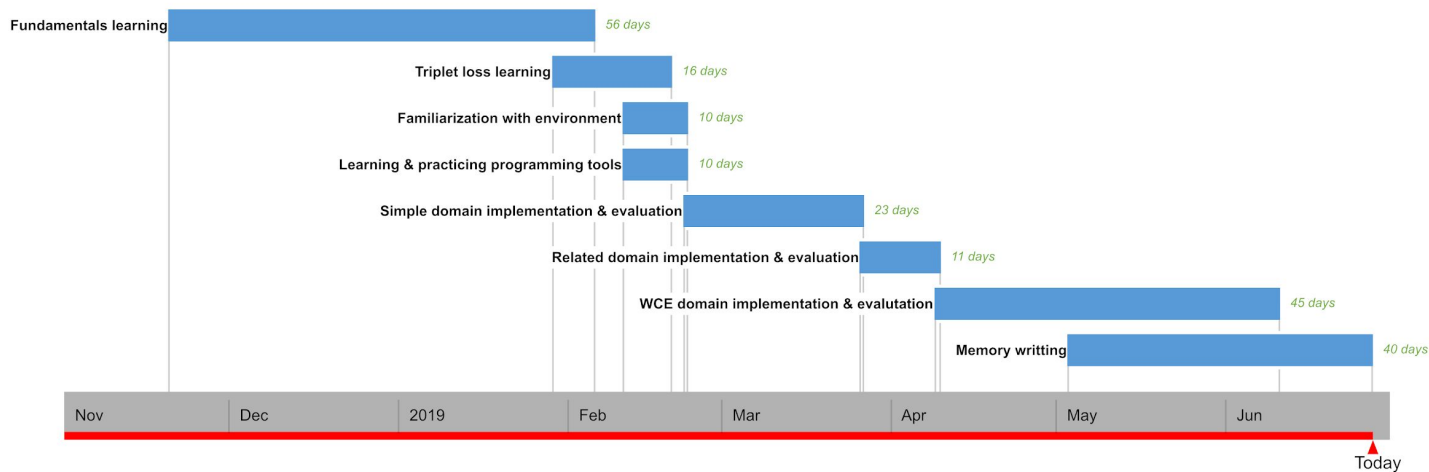 Fundamentals learning 56 days
Triplet loss learning 16 days
Familiarization with environment 10 days
Learning & practicing programming tools 10 days
Simple domain implementation & evaluation 23 days
Related domain implementation & evaluation 11 days
WCE domain implementation & evalutation 45 days
Memory writting 40 days
Nov Dec 2019 Feb Mar Apr May Jun
Today